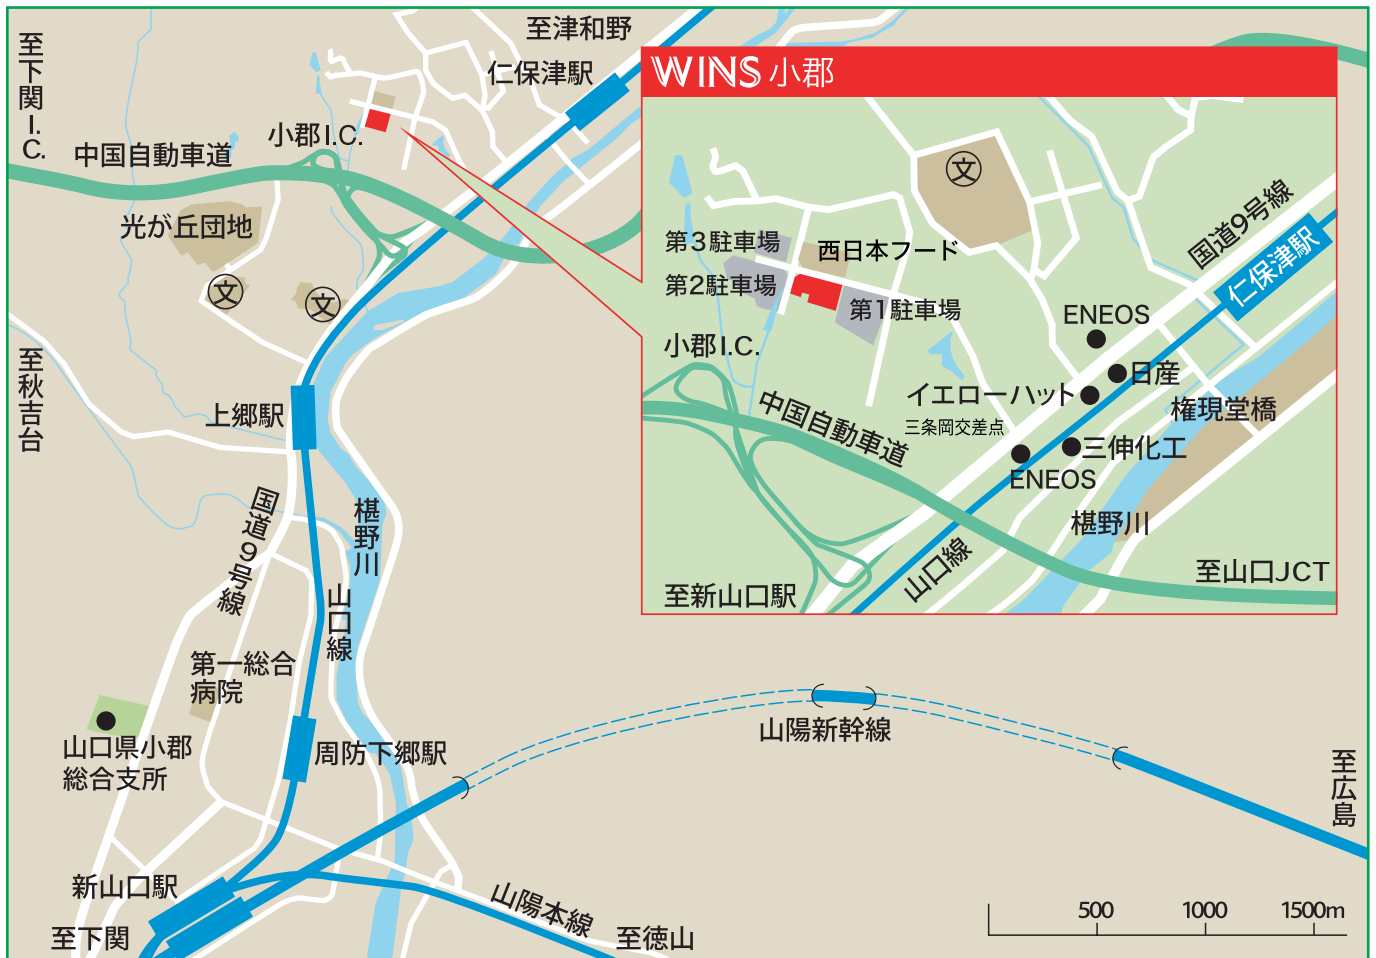 至下関I.C.
至津和野
仁保津駅
小郡I.C.
中国自動車道
光が丘団地
文
文
至秋吉台
上郷駅
国道9号線
椹野川
山口線
第一総合
病院
山口県小郡
総合支所
周防下郷駅
新山口駅
至下関
山陽本線
至徳山
山陽新幹線
至広島
500
1000
1500m
WINS 小郡
文
第3駐車場
西日本フード
第2駐車場
第1駐車場
国道9号線
仁保津駅
ENEOS
小郡I.C.
日産
イエローハット
権現堂橋
中国自動車道
三条岡交差点
三伸化工
ENEOS
椹野川
山口線
至山口JCT
至新山口駅